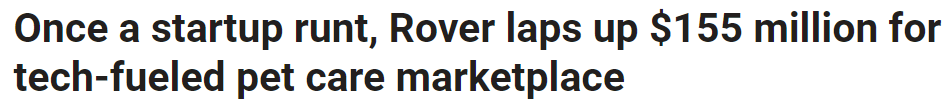 Once a startup runt, Rover laps up $155 million for
tech-fueled pet care marketplace